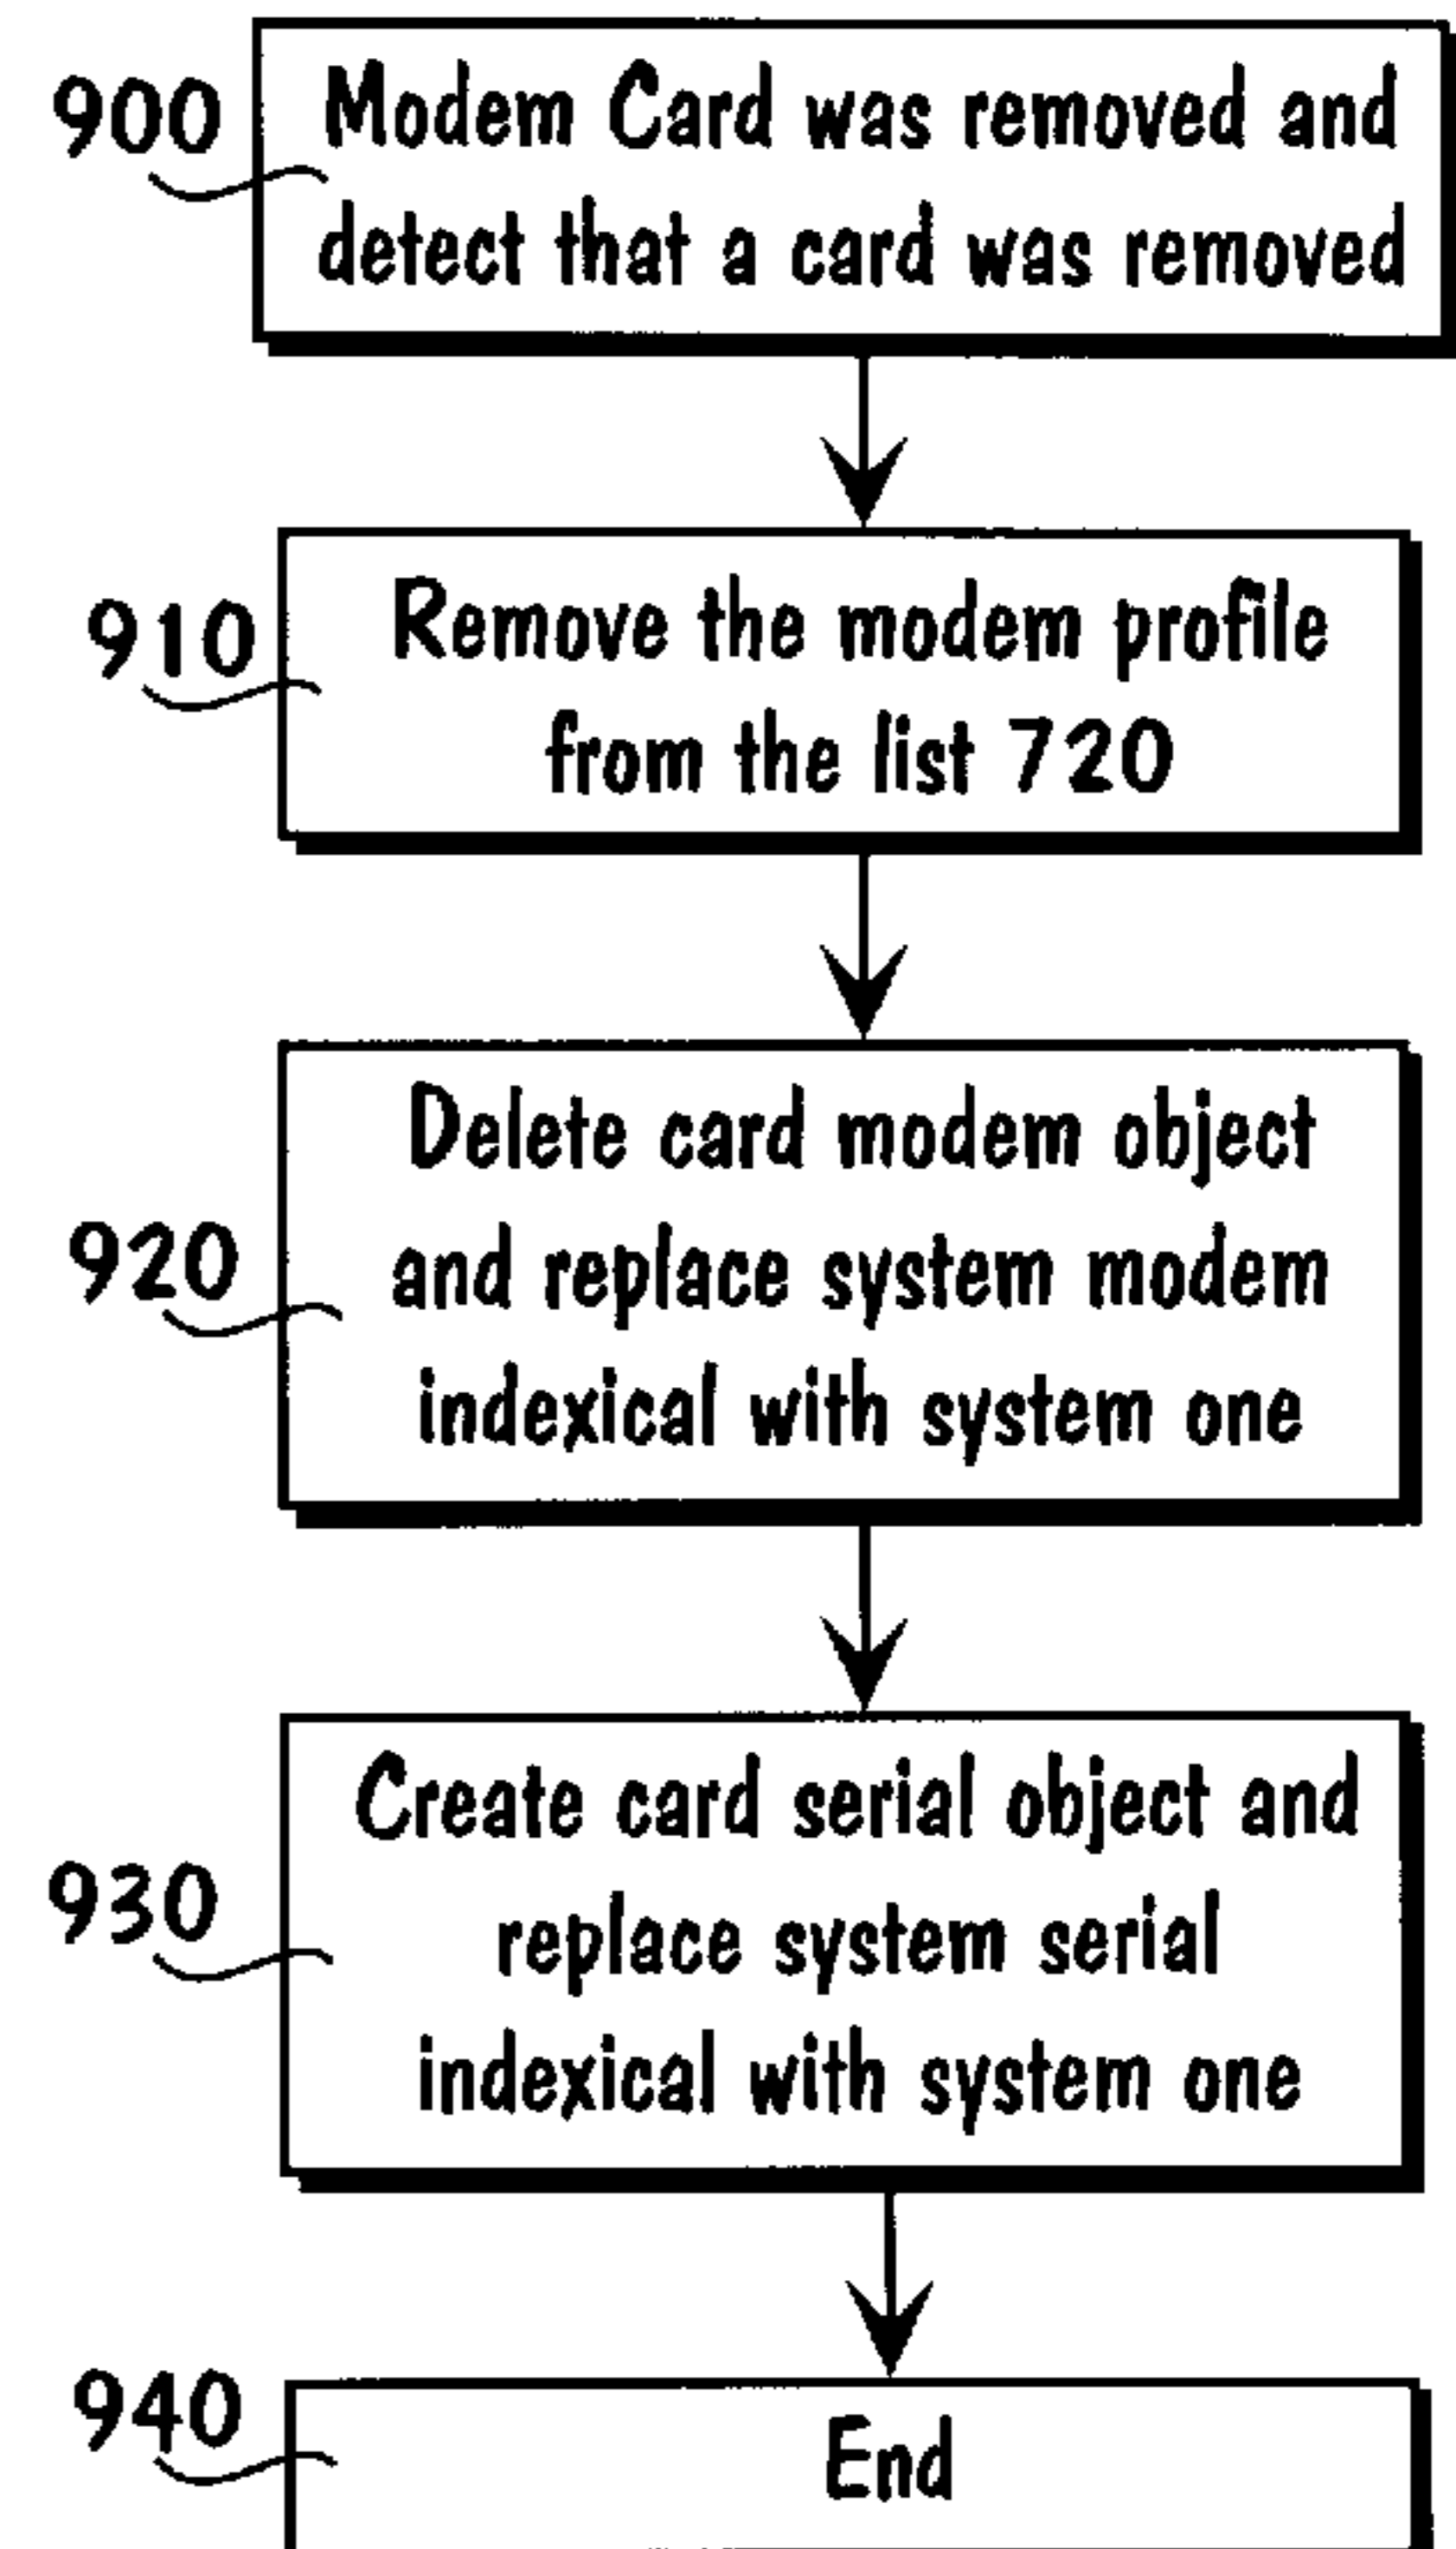 900
Modem Card was removed and
detect that a card was removed
910
Remove the modem profile
from the list 720
920
Delete card modem object
and replace system modem
indexical with system one
930
Create card serial object and
replace system serial
indexical with system one
940
End